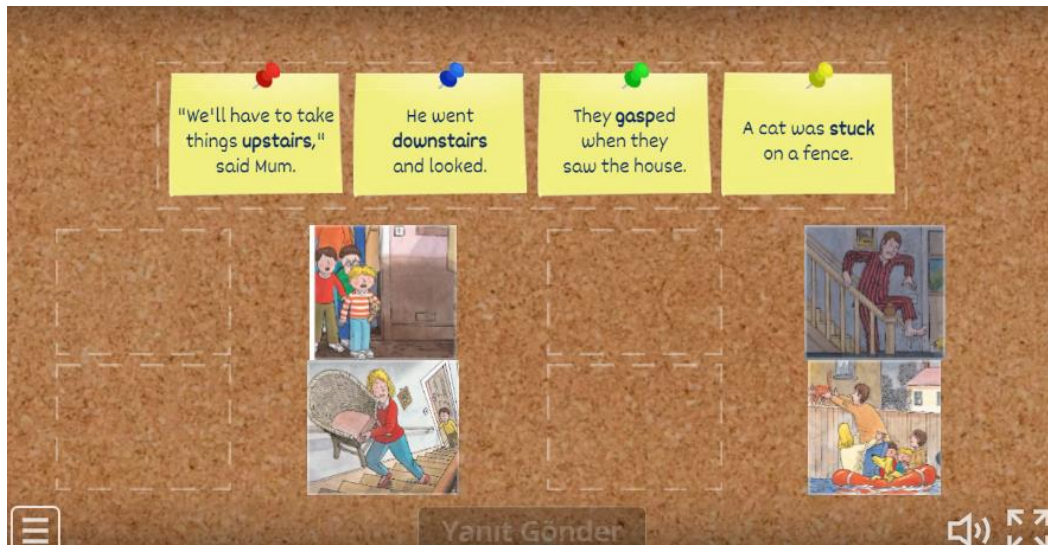 "We'll have to take
things upstairs,"
said Mum.
He went
downstairs
and looked.
They gasped
when they
saw the house.
A cat was stuck
on a fence.
Yanıt Gönder